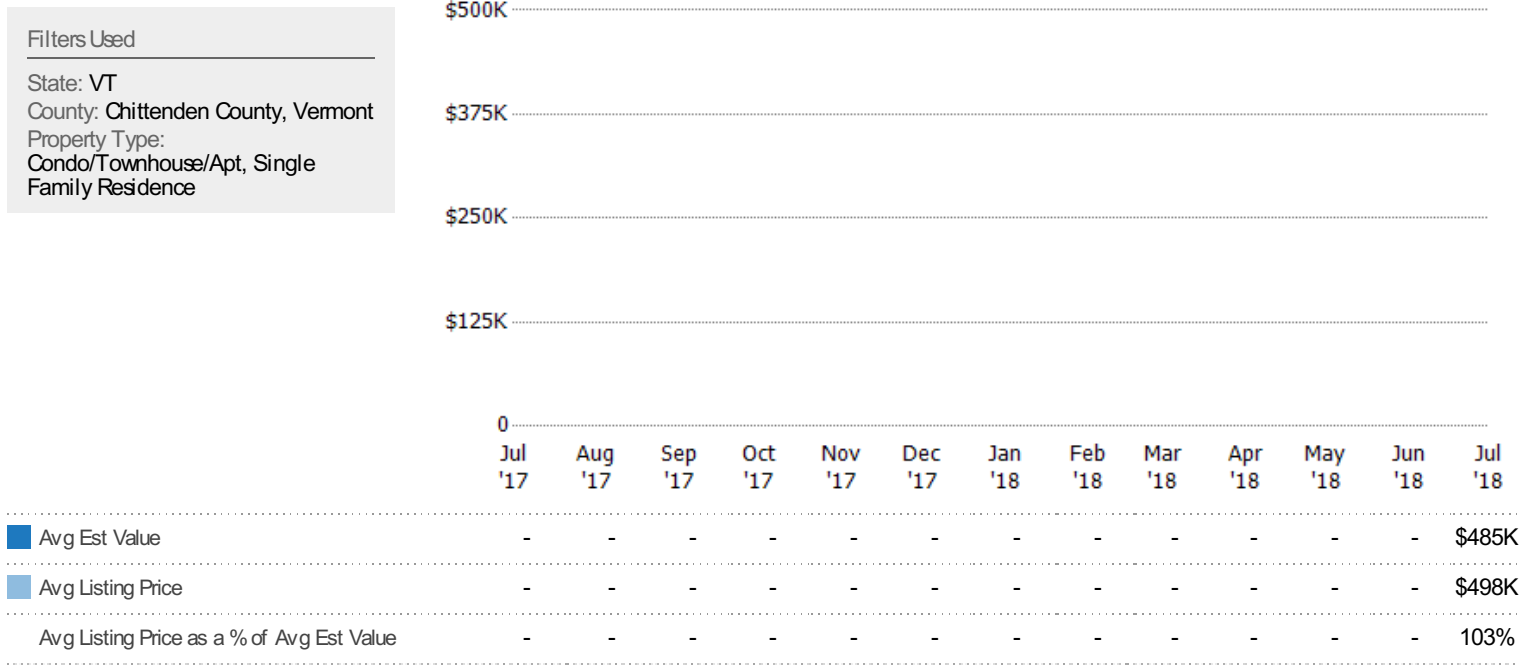 Filters Used
State: VT
County: Chittenden County, Vermont
Property Type:
Condo/Townhouse/Apt, Single
Family Residence
$500K
$375K
$250K
$125K
0
Jul Aug Sep Oct Nov Dec Jan Feb Mar Apr May Jun Jul
'17 '17 '17 '17 '17 '17 '18 '18 '18 '18 '18 '18 '18
Avg Est Value - - - - - - - - - - - - $485K
Avg Listing Price - - - - - - - - - - - - $498K
Avg Listing Price as a % of Avg Est Value - - - - - - - - - - - - 103%